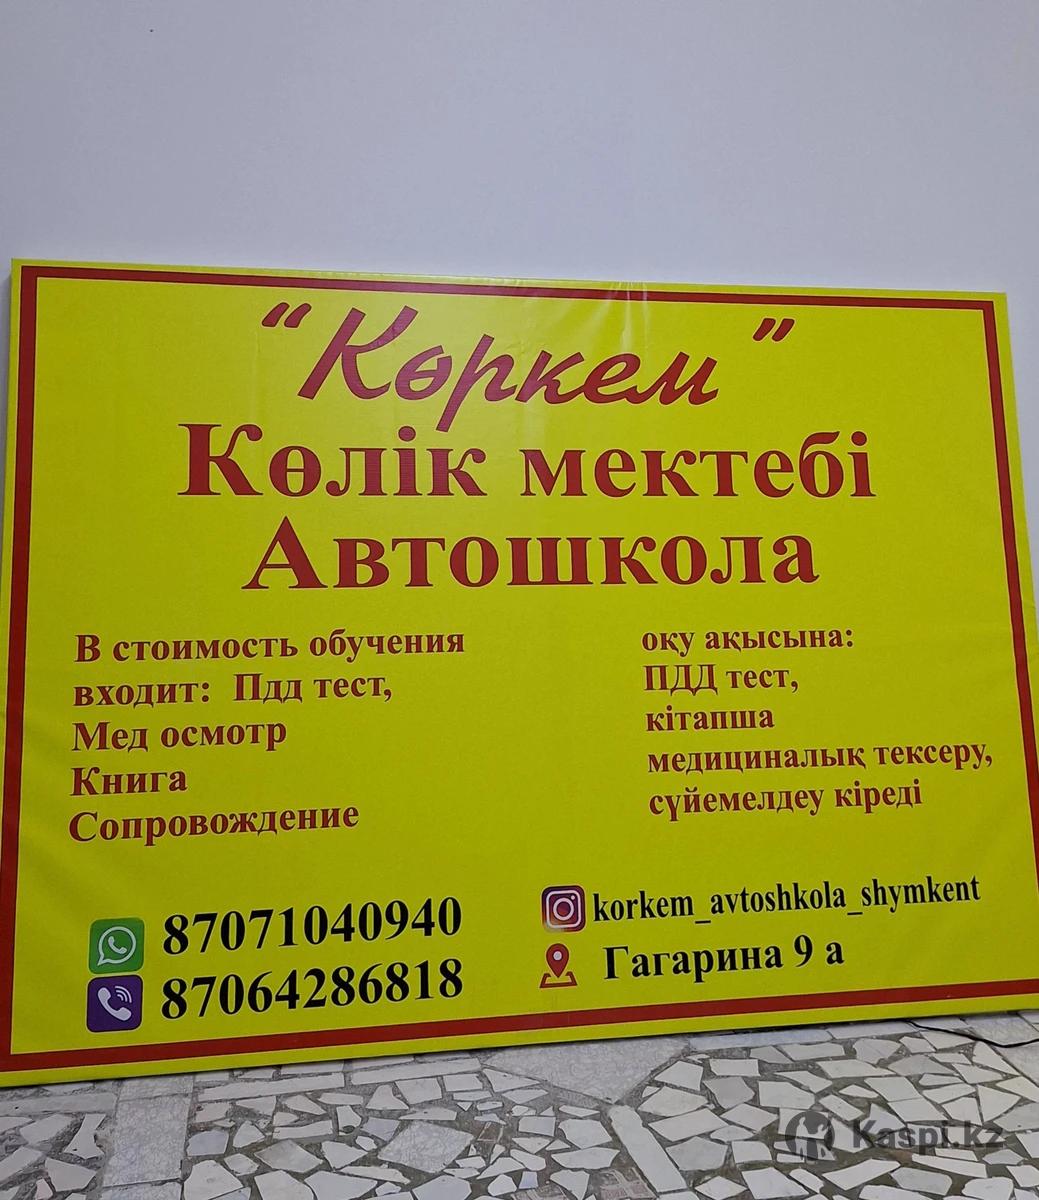 "Көркем"
Көлік мектебі
Автошкола
В стоимость обучения
входит: Пдд тест,
Мед осмотр
Книга
Сопровождение
оқу ақысына:
ПДД тест,
кітапша
медициналық тексеру,
сүйемелдеу кіреді
87071040940
87064286818
korkem_avtoshkola_shymkent
Гагарина 9 а
Kaspi.kz